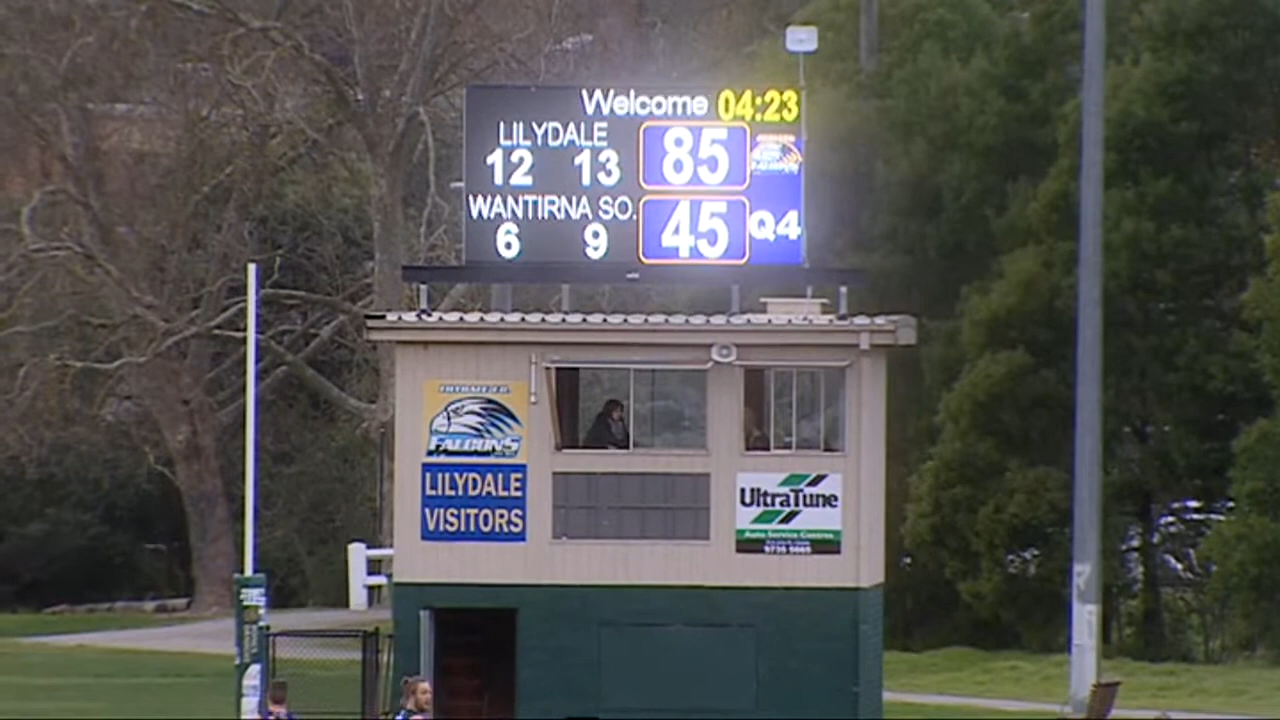 Welcome 04:23
LILYDALE
12 13 85
WANTIRNA SO.
6 9 45 Q4
FALCONS
LILYDALE
VISITORS
UltraTune
Auto Service Centres